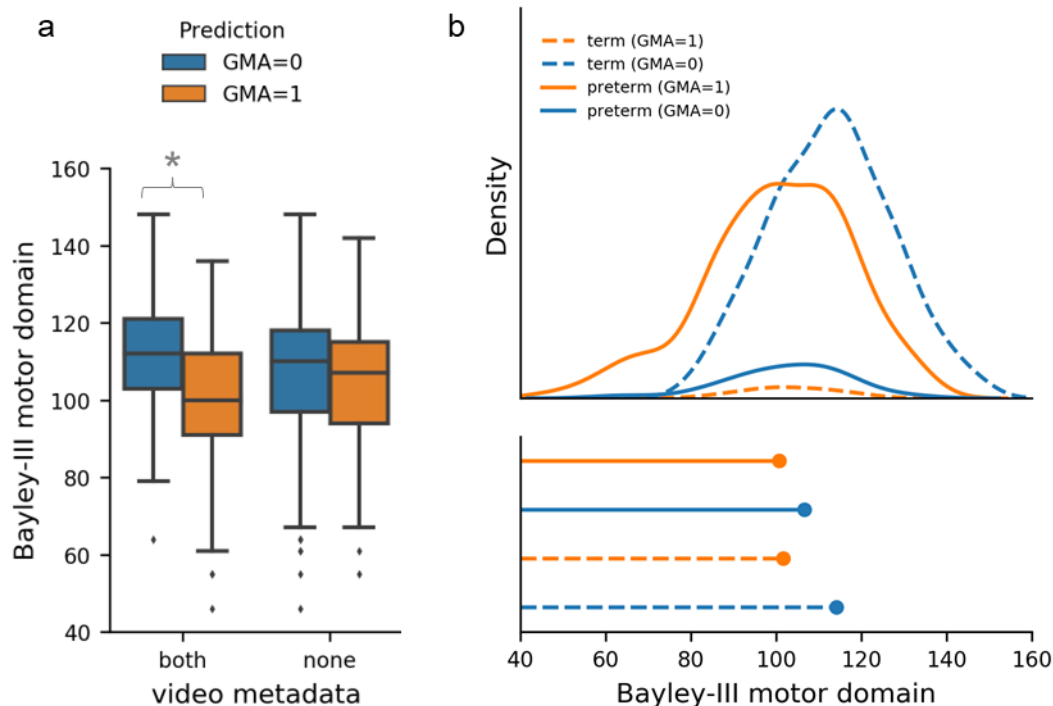 a
Prediction
GMA=0
GMA=1
*
160
140
120
100
80
60
40
Bayley-III motor domain
both
none
video metadata
b
term (GMA=1)
term (GMA=0)
preterm (GMA=1)
preterm (GMA=0)
Density
40
60
80
100
120
140
160
Bayley-III motor domain